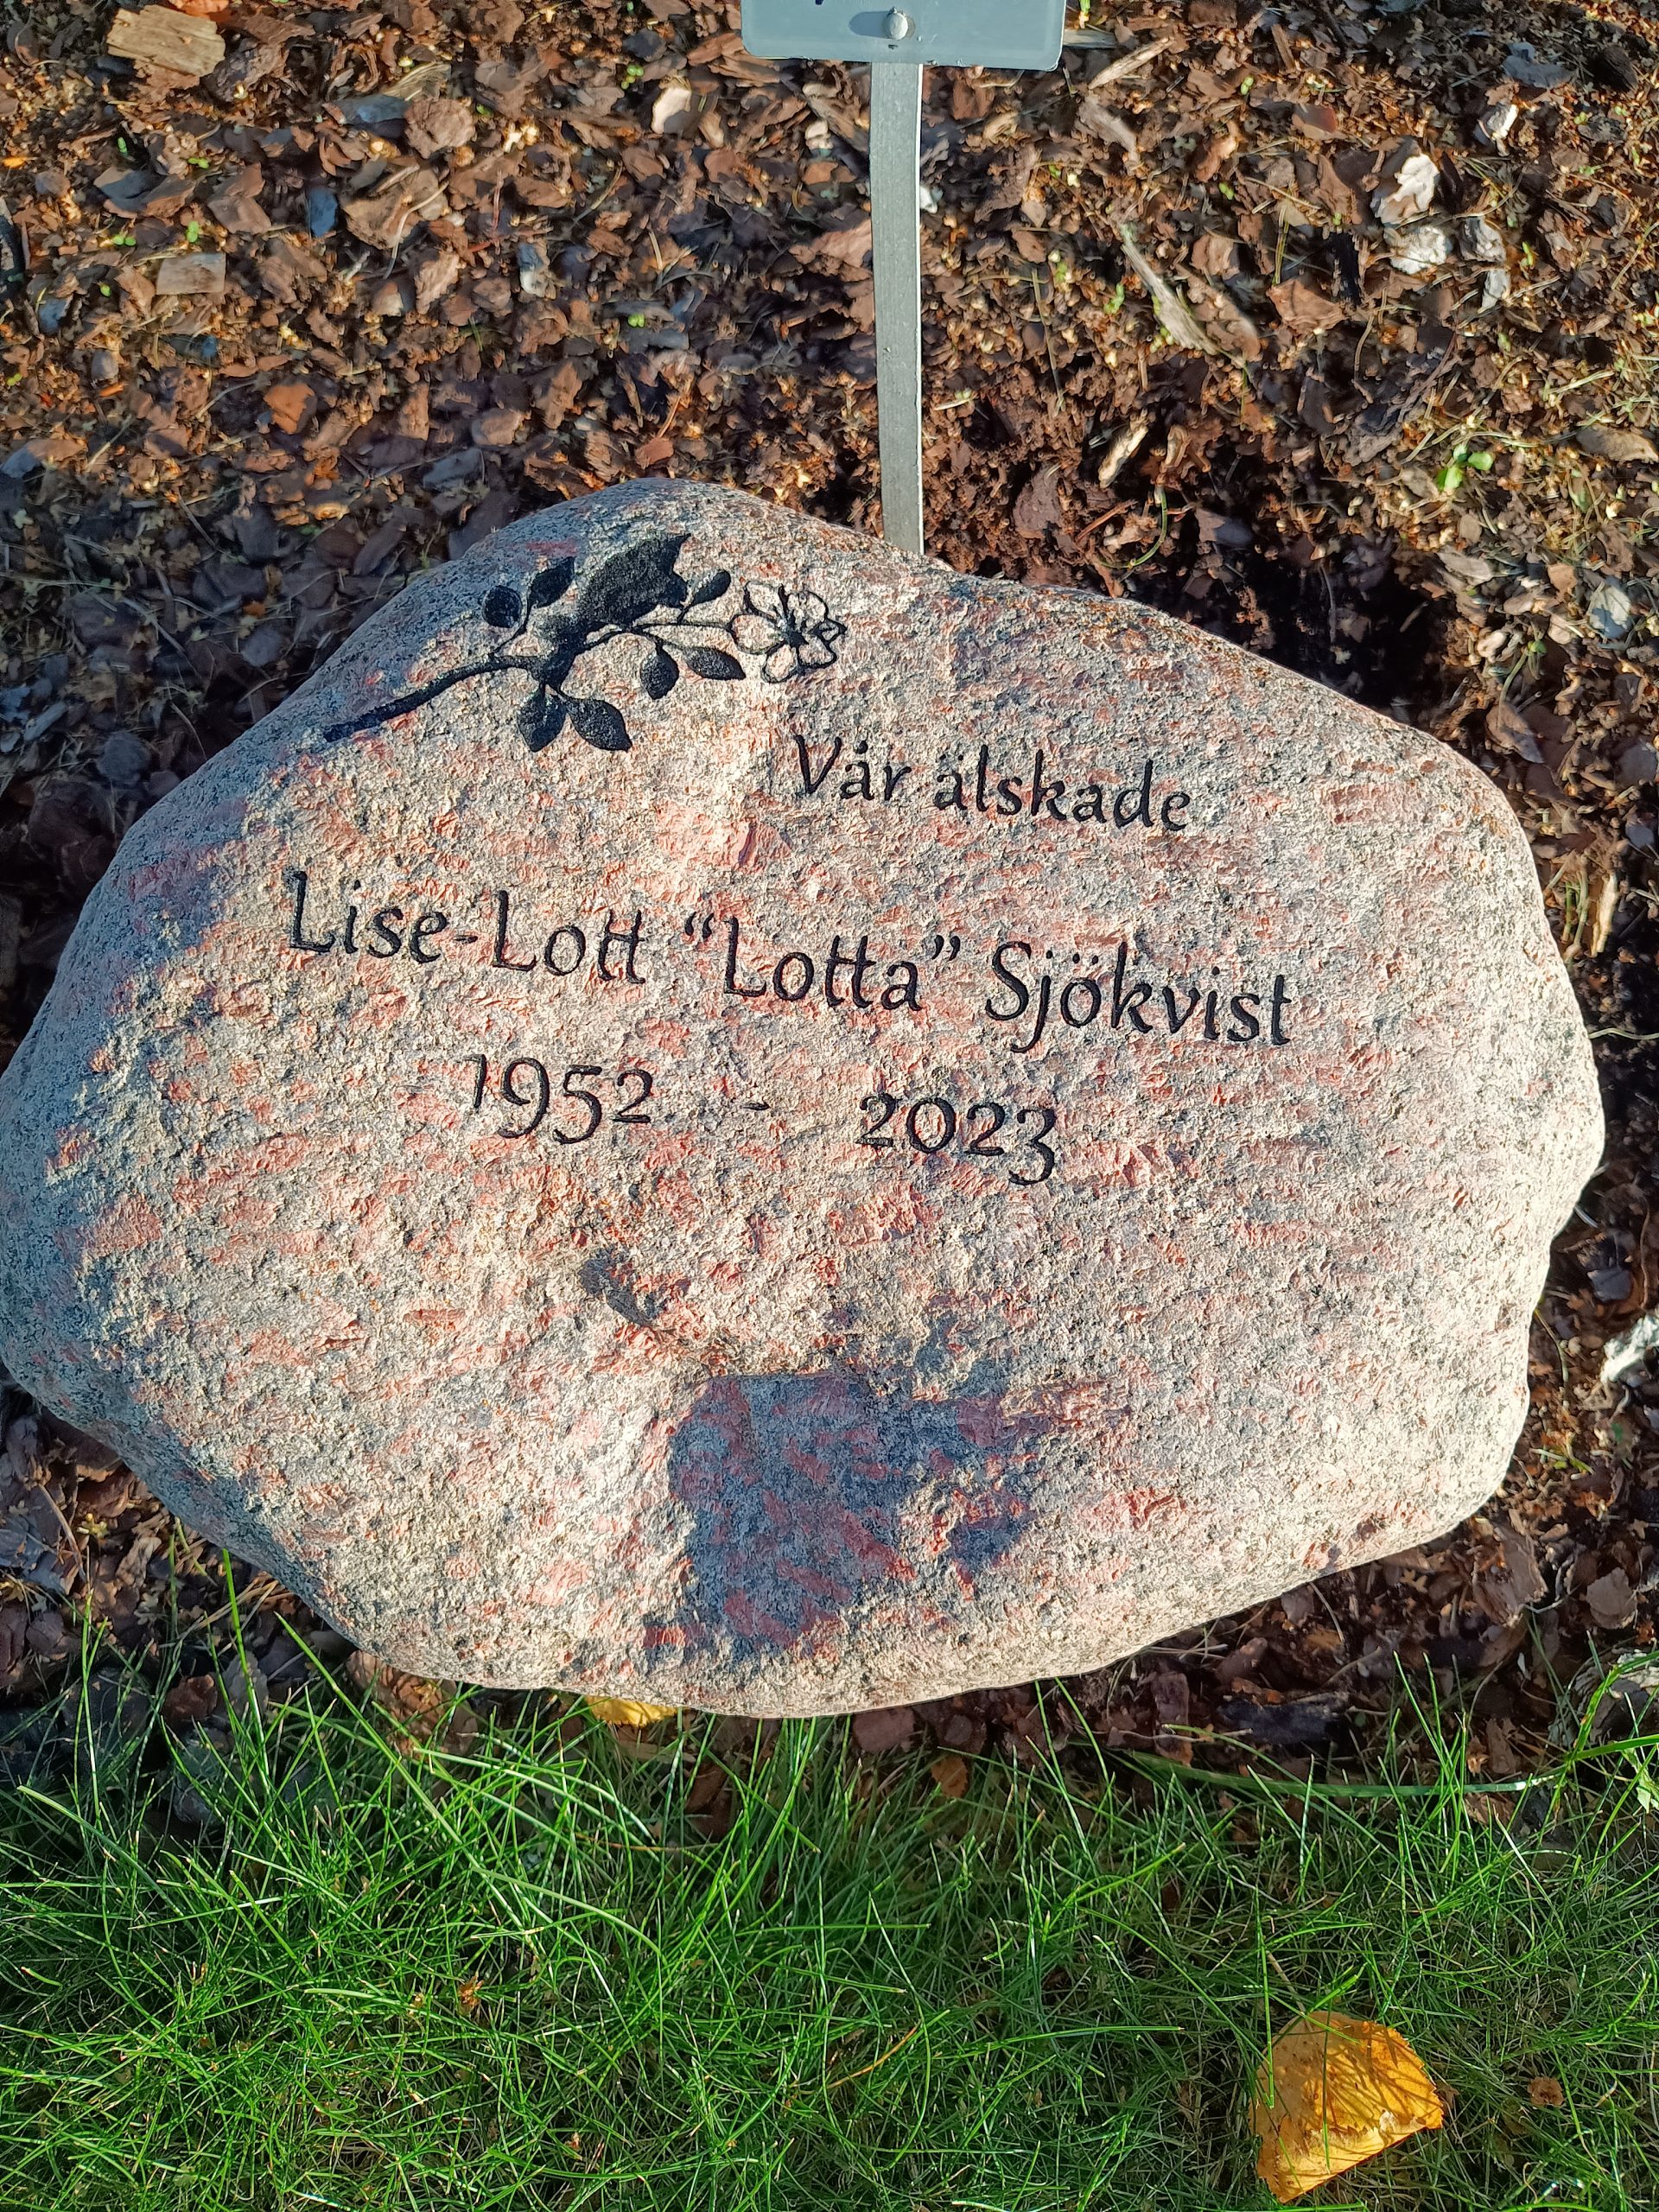 Vår älskade
Lise-Lott “Lotta” Sjökvist
1952 - 2023